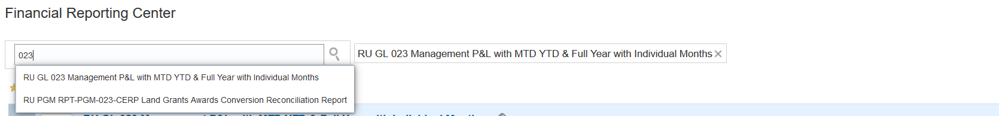 Financial Reporting Center
023
RU GL 023 Management P&L with MTD YTD & Full Year with Individual Months
RU GL 023 Management P&L with MTD YTD & Full Year with Individual Months
RU PGM RPT-PGM-023-CERP Land Grants Awards Conversion Reconciliation Report